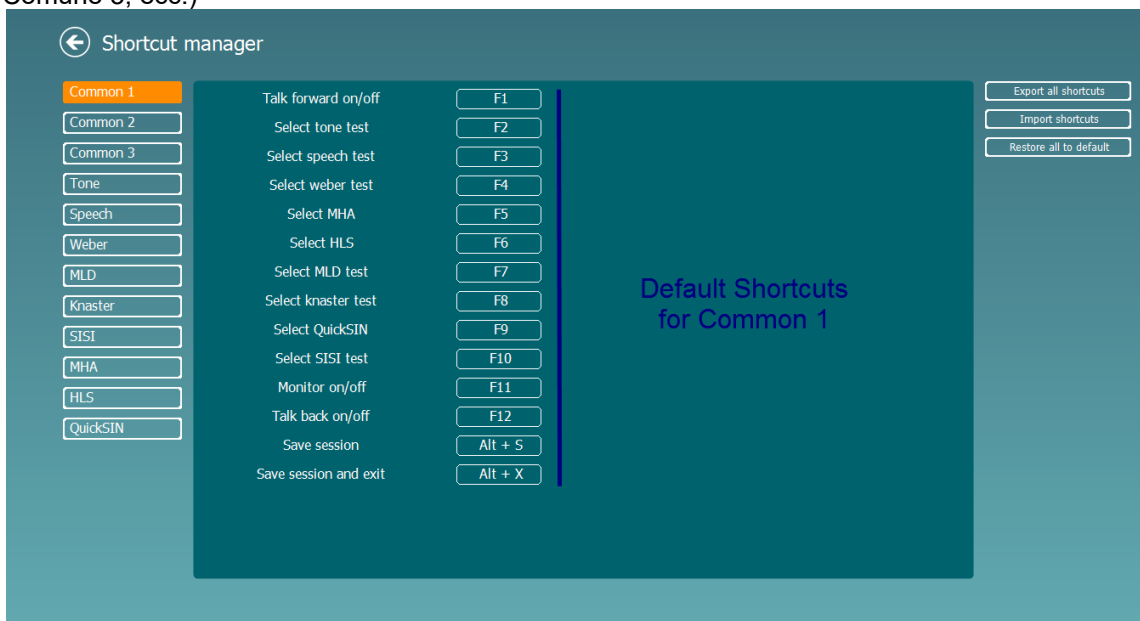 Shortcut manager
Common 1
Common 2
Common 3
Tone
Speech
Weber
MLD
Knaster
SISI
MHA
HLS
QuickSIN
Talk forward on/off F1
Select tone test F2
Select speech test F3
Select weber test F4
Select MHA F5
Select HLS F6
Select MLD test F7
Select knaster test F8
Select QuickSIN F9
Select SISI test F10
Monitor on/off F11
Talk back on/off F12
Save session Alt + S
Save session and exit Alt + X
Default Shortcuts
for Common 1
Export all shortcuts
Import shortcuts
Restore all to default